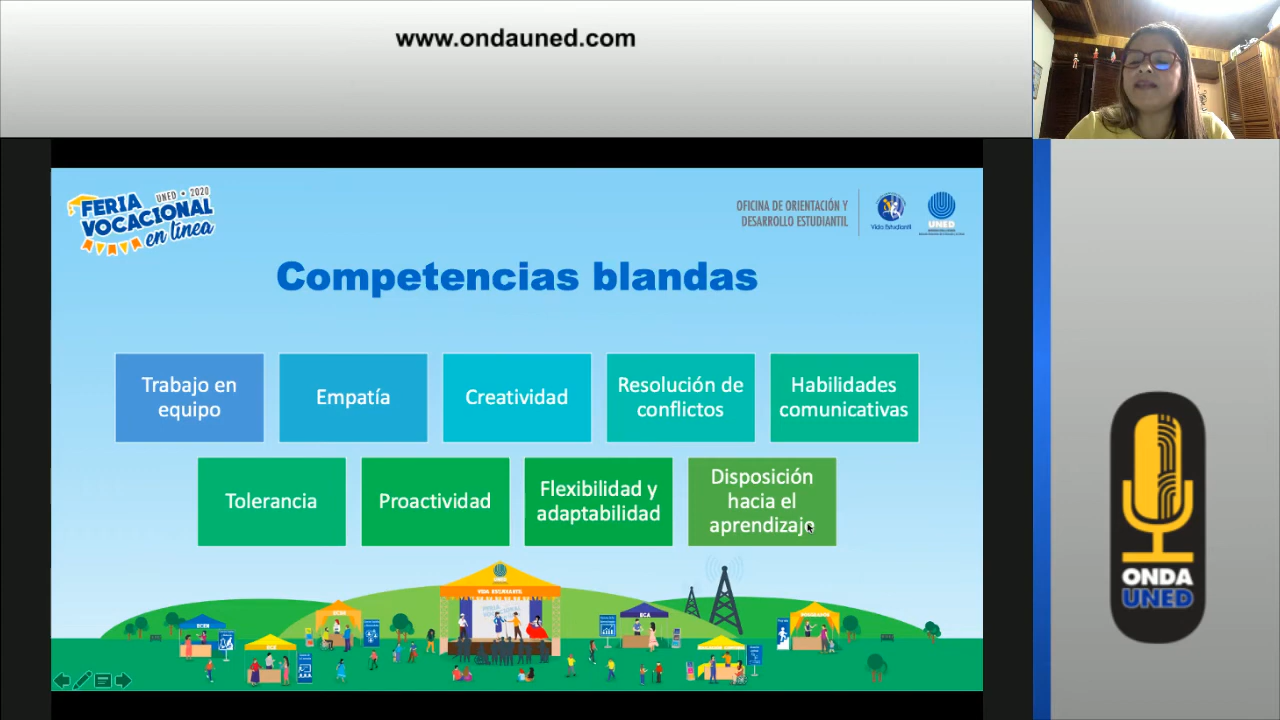 www.ondauned.com
FERIA
VOCACIONAL
en línea
UNED • 2020
OFICINA DE ORIENTACIÓN Y
DESARROLLO ESTUDIANTIL
Vida Estudiantil
UNED
Competencias blandas
Trabajo en
equipo
Empatía
Creatividad
Resolución de
conflictos
Habilidades
comunicativas
Tolerancia
Proactividad
Flexibilidad y
adaptabilidad
Disposición
hacia el
aprendizaje
VIDA ESTUDIANTIL
ECA
ONDA
UNED